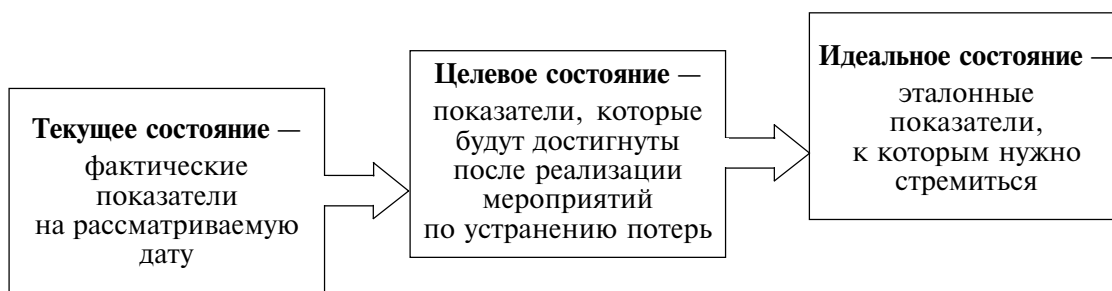 Текущее состояние —
фактические
показатели
на рассматриваемую
дату
Целевое состояние —
показатели, которые
будут достигнуты
после реализации
мероприятий
по устранению потерь
Идеальное состояние —
эталонные
показатели,
к которым нужно
стремиться